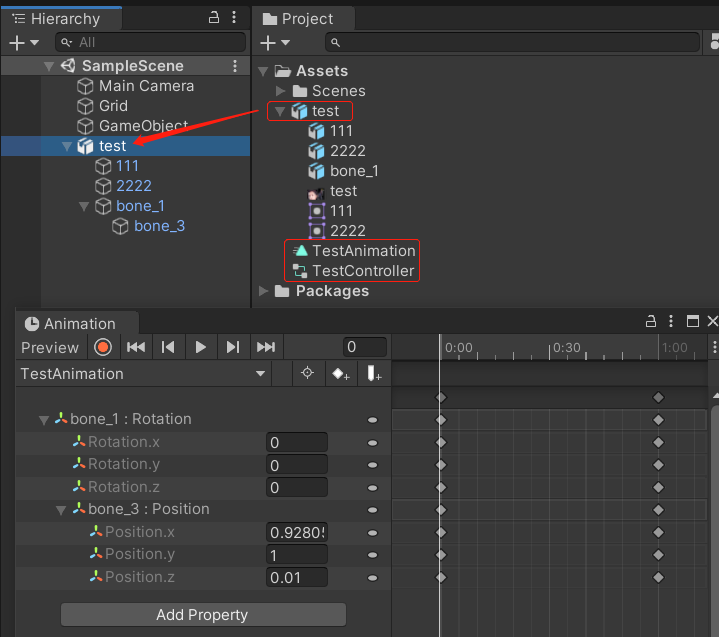 Hierarchy
All
SampleScene
Main Camera
Grid
GameObject
test
111
2222
bone_1
bone_3
Project
Assets
Scenes
test
111
2222
bone_1
test
111
2222
TestAnimation
TestController
Packages
Animation
Preview
0
0:00
0:30
1:00
TestAnimation
bone_1 : Rotation
Rotation.x 0
Rotation.y 0
Rotation.z 0
bone_3 : Position
Position.x 0.9280
Position.y 1
Position.z 0.01
Add Property